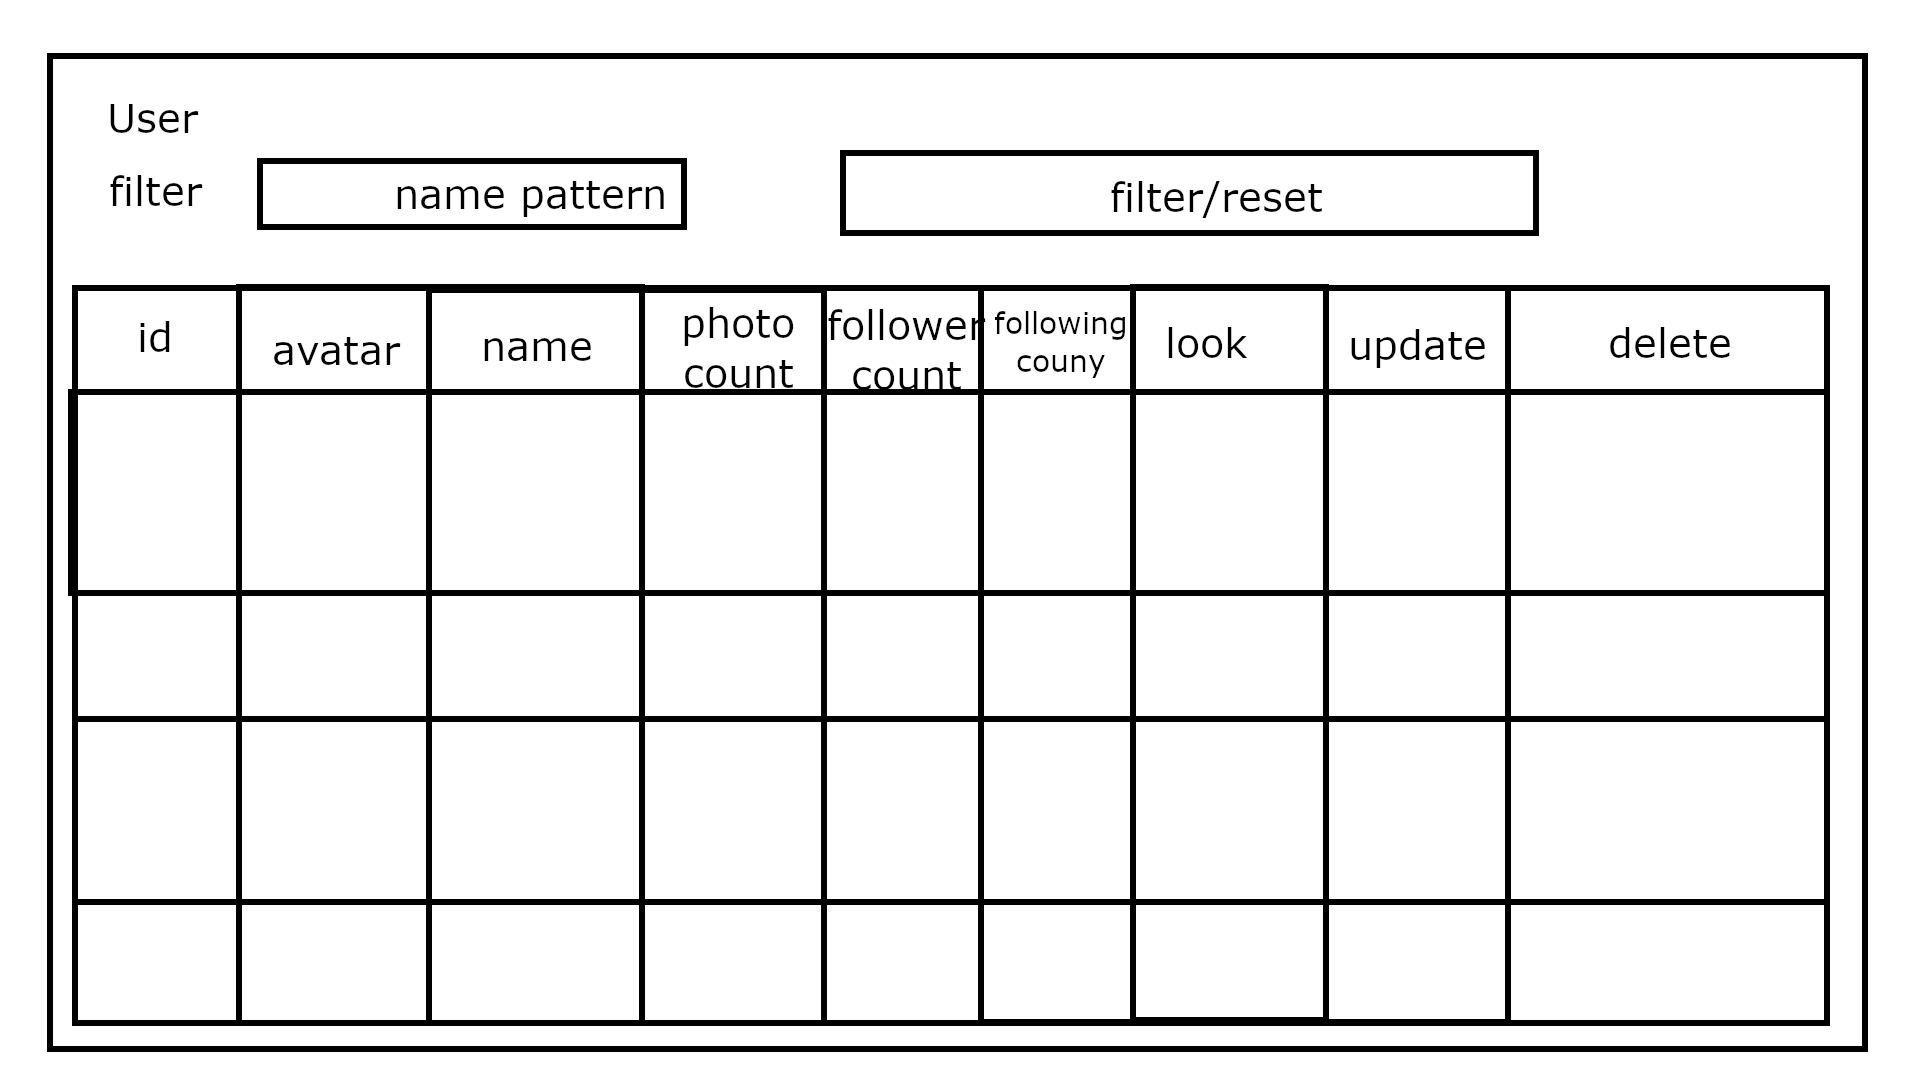 User
filter
name pattern
filter/reset
id
avatar
name
photo
count
follower
count
following
couny
look
update
delete